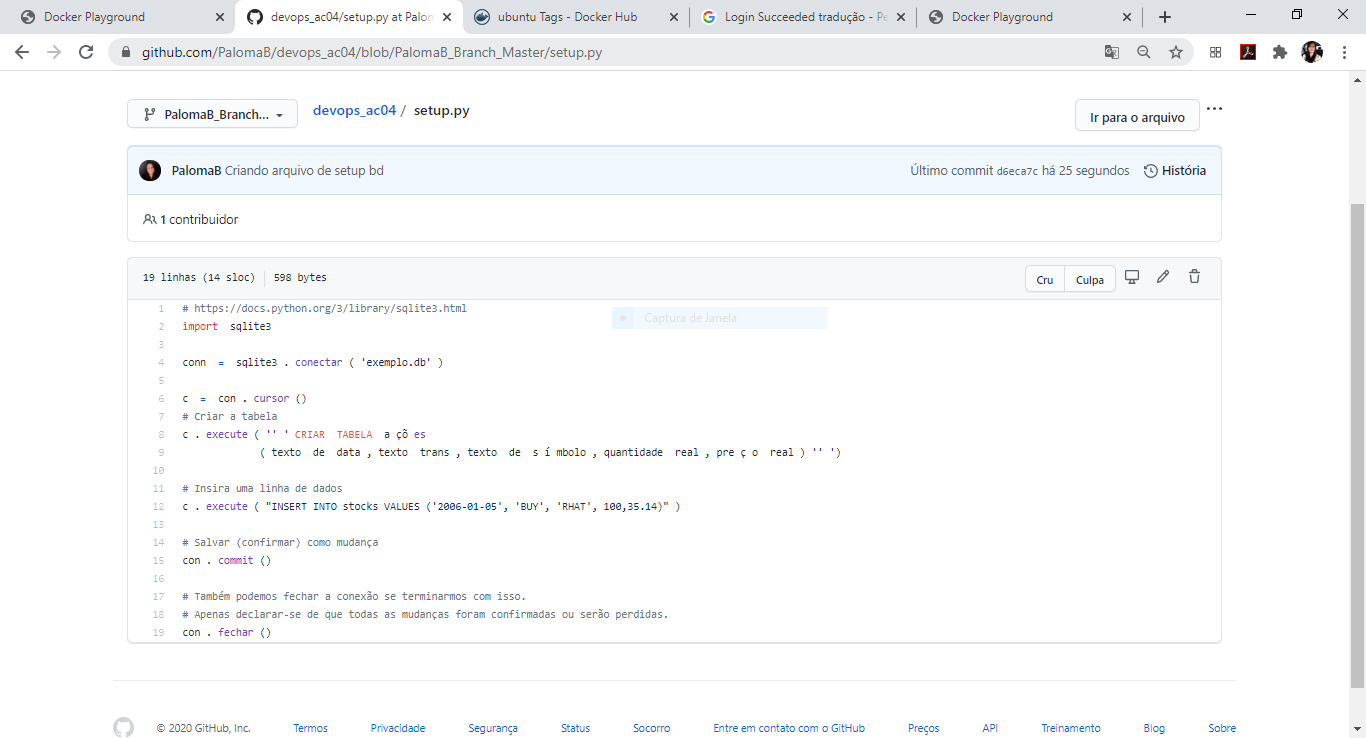 Docker Playground
devops_ac04/setup.py at Palom
ubuntu Tags - Docker Hub
Login Succeeded tradução - Pe
Docker Playground
github.com/PalomaB/devops_ac04/blob/PalomaB_Branch_Master/setup.py
PalomaB_Branch...
devops_ac04 / setup.py
Ir para o arquivo
PalomaB Criando arquivo de setup bd
Último commit d6eca7c há 25 segundos
História
1 contribuidor
19 linhas (14 sloc) 598 bytes
Cru Culpa
Captura de Janela
1 # https://docs.python.org/3/library/sqlite3.html
2 import sqlite3
3
4 conn = sqlite3 . conectar ( 'exemplo.db' )
5
6 c = con . cursor ()
7 # Criar a tabela
8 c . execute ( '' ' CRIAR TABELA a çõ es
9 ( texto de data , texto trans , texto de s í mbolo , quantidade real , pre ç o real ) '' ')
10
11 # Insira uma linha de dados
12 c . execute ( "INSERT INTO stocks VALUES ('2006-01-05', 'BUY', 'RHAT', 100,35.14)" )
13
14 # Salvar (confirmar) como mudança
15 con . commit ()
16
17 # Também podemos fechar a conexão se terminarmos com isso.
18 # Apenas declarar-se de que todas as mudanças foram confirmadas ou serão perdidas.
19 con . fechar ()
© 2020 GitHub, Inc. Termos Privacidade Segurança Status Socorro Entre em contato com o GitHub Preços API Treinamento Blog Sobre